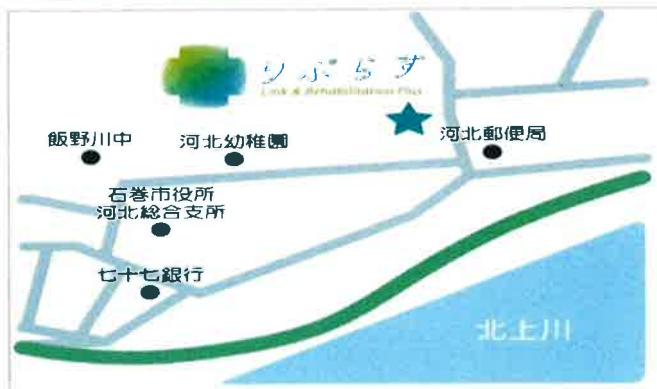 りぷらす
Link & Rehabilitation Plus
飯野川中
河北幼稚園
河北郵便局
石巻市役所
河北総合支所
七十七銀行
北上川